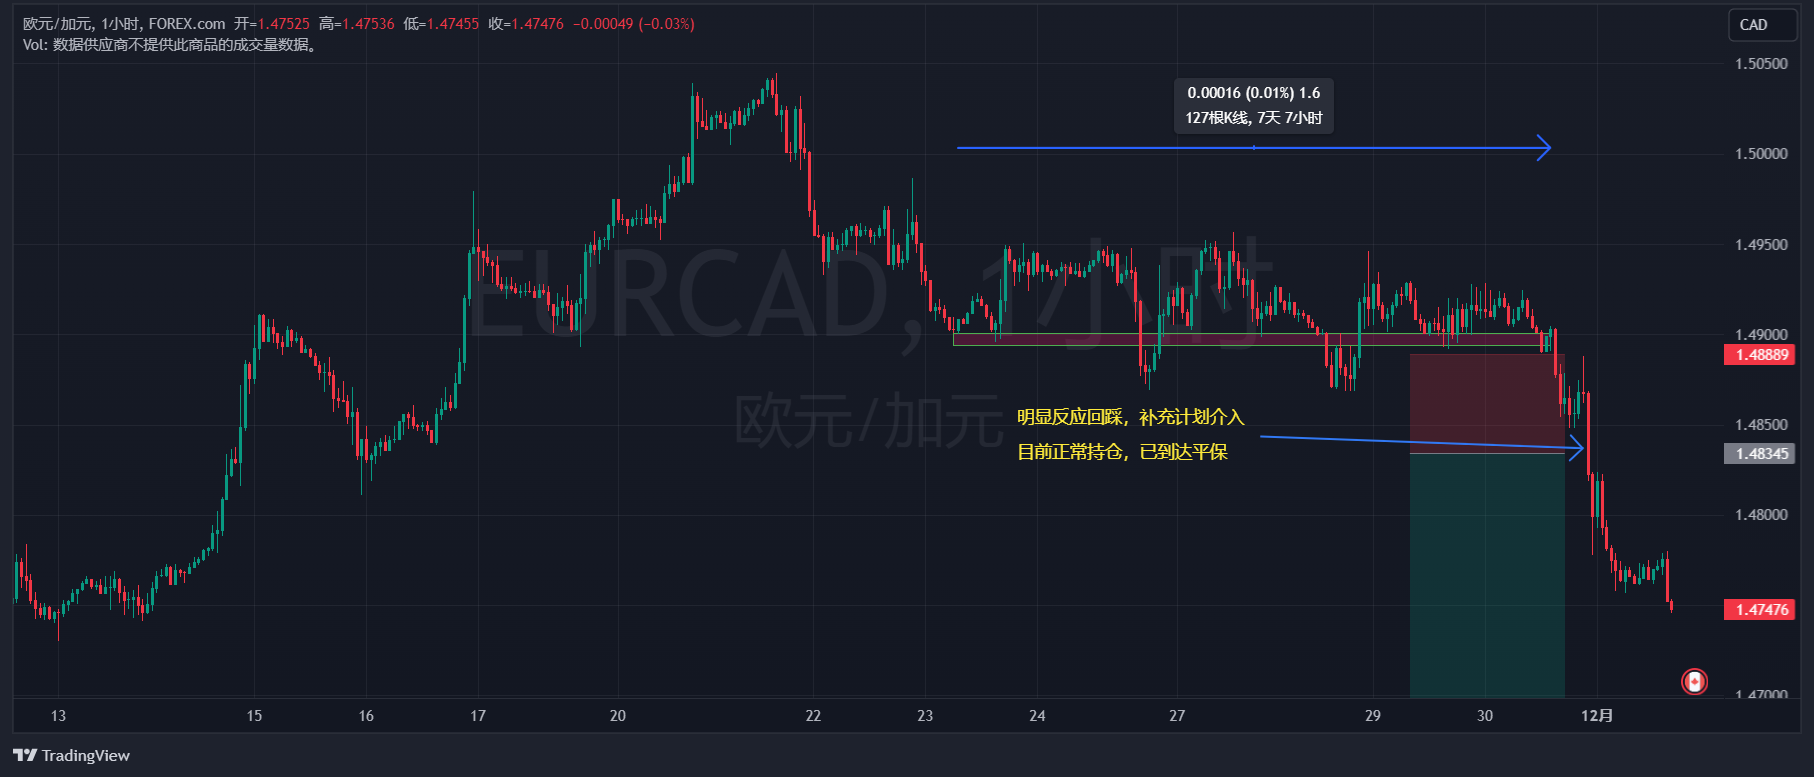 欧元/加元, 1小时, FOREX.com 开=1.47525 高=1.47536 低=1.47455 收=1.47476 −0.00049 (−0.03%)
Vol: 数据供应商不提供此商品的成交量数据。
CAD
1.50500
0.00016 (0.01%) 1.6
127根K线, 7天 7小时
1.50000
1.49500
EURCAD, 1小时
1.49000
1.48889
欧元/加元
明显反应回踩，补充计划介入
1.48500
目前正常持仓，已到达平保
1.48345
1.48000
1.47476
1.47000
13 15 16 17 20 22 23 24 27 29 30 12月
TradingView